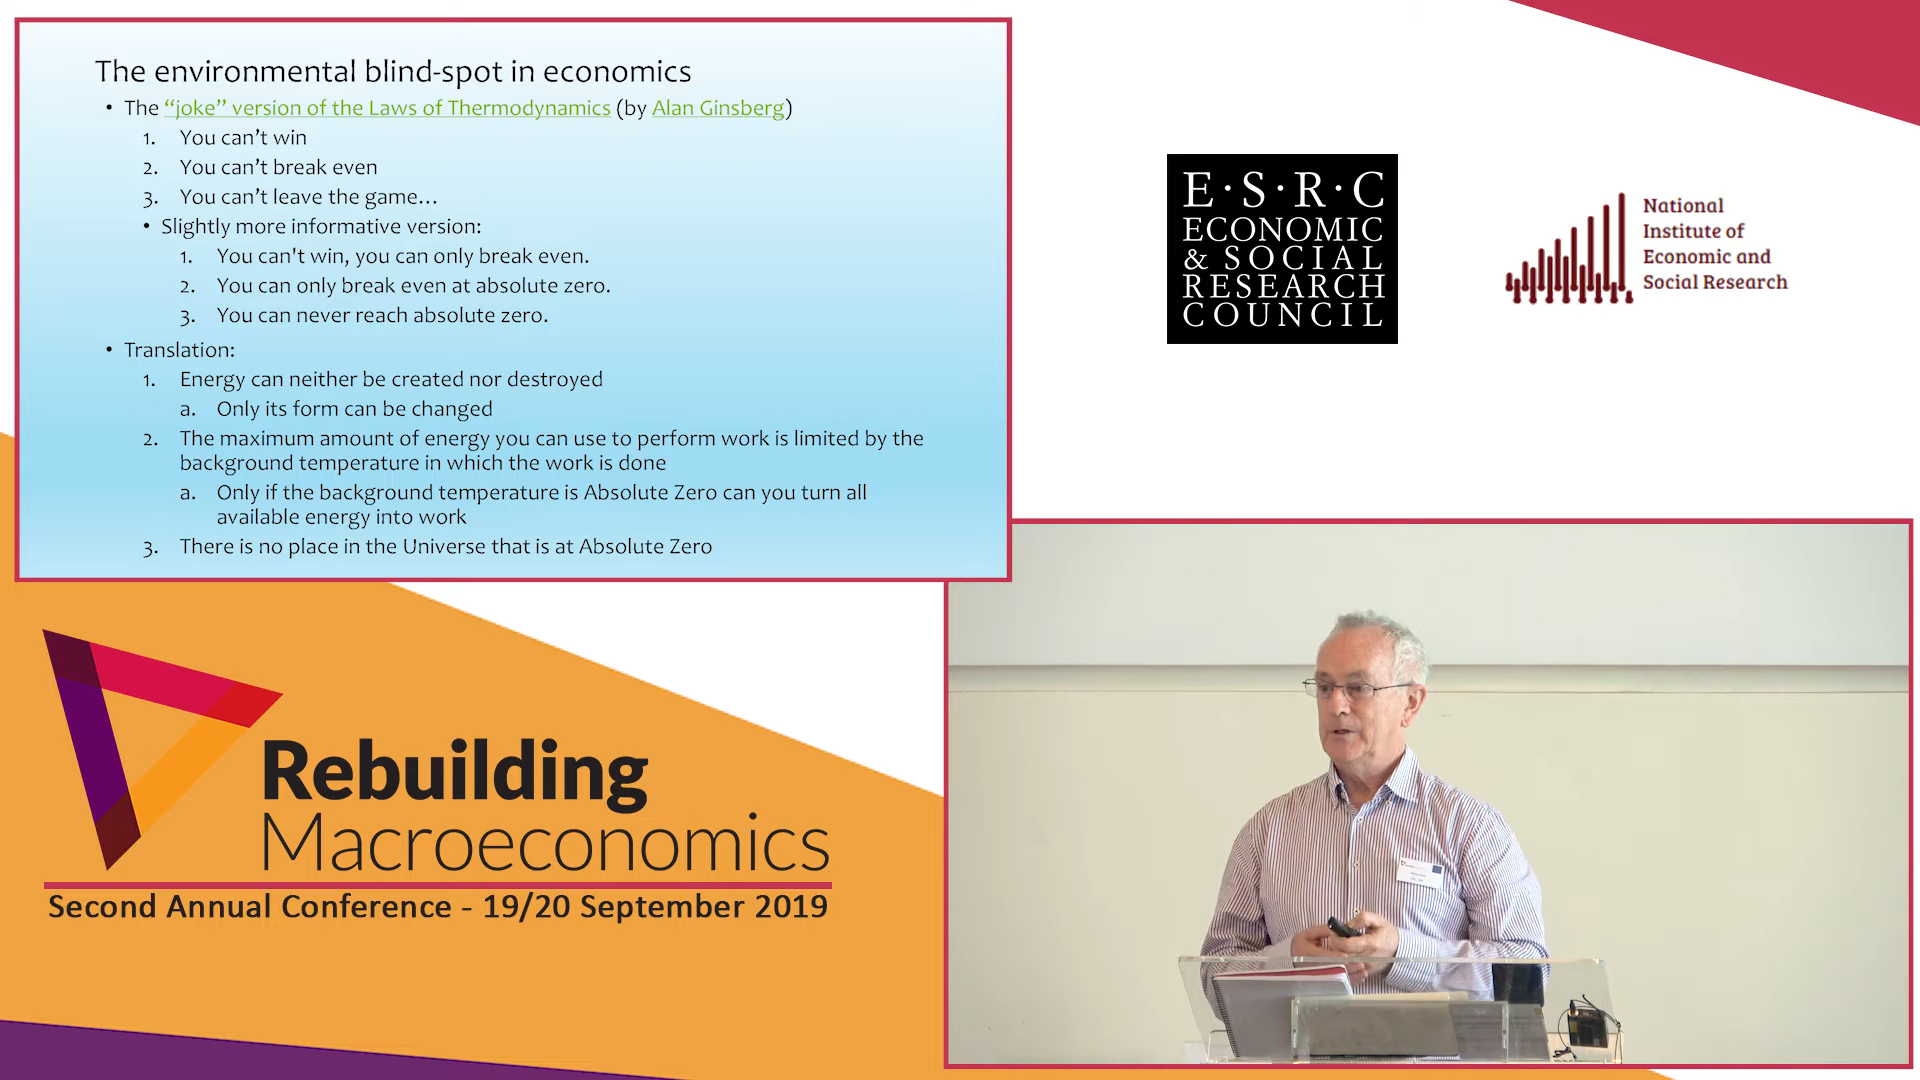 The environmental blind-spot in economics
• The “joke” version of the Laws of Thermodynamics (by Alan Ginsberg)
1. You can’t win
2. You can’t break even
3. You can’t leave the game…
• Slightly more informative version:
1. You can't win, you can only break even.
2. You can only break even at absolute zero.
3. You can never reach absolute zero.
• Translation:
1. Energy can neither be created nor destroyed
a. Only its form can be changed
2. The maximum amount of energy you can use to perform work is limited by the
background temperature in which the work is done
a. Only if the background temperature is Absolute Zero can you turn all
available energy into work
3. There is no place in the Universe that is at Absolute Zero
E·S·R·C
ECONOMIC
& SOCIAL
RESEARCH
COUNCIL
National
Institute of
Economic and
Social Research
Rebuilding
Macroeconomics
Second Annual Conference - 19/20 September 2019